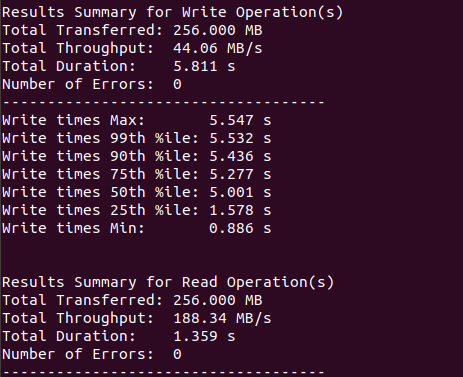 Results Summary for Write Operation(s)
Total Transferred: 256.000 MB
Total Throughput:  44.06 MB/s
Total Duration:    5.811 s
Number of Errors:  0
------------------------------------
Write times Max:       5.547 s
Write times 99th %ile: 5.532 s
Write times 90th %ile: 5.436 s
Write times 75th %ile: 5.277 s
Write times 50th %ile: 5.001 s
Write times 25th %ile: 1.578 s
Write times Min:       0.886 s
Results Summary for Read Operation(s)
Total Transferred: 256.000 MB
Total Throughput:  188.34 MB/s
Total Duration:    1.359 s
Number of Errors:  0
------------------------------------